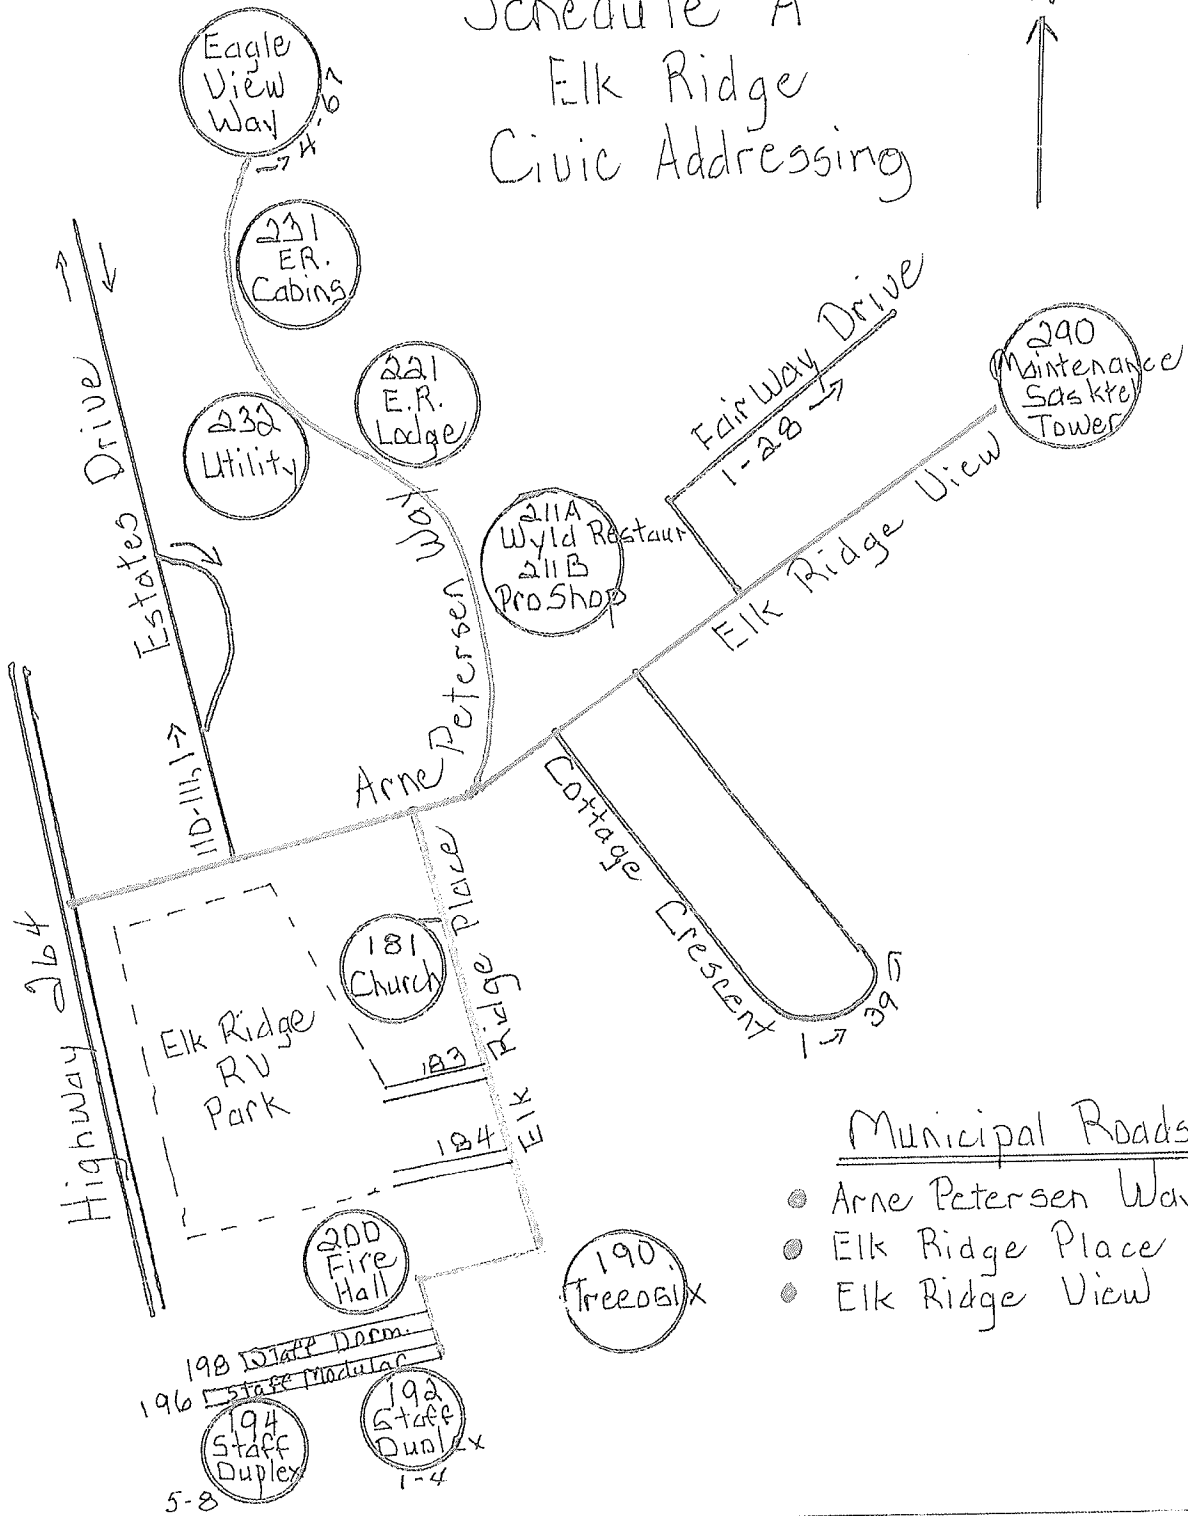 Schedule A
Elk Ridge
Civic Addressing
Eagle
View
Way
→ 4-67
231
ER.
Cabins
221
E.R.
Lodge
232
Utility
Estates Drive
110-111, 1→
FairWay Drive
1-28 →
290
Maintenance
Sasktel
Tower
211A
Wyld Restaur
211B
ProShop
Elk Ridge View
Arne Petersen Way
Cottage Crescent
1 → 39
Highway 264
Elk Ridge Place
181
Church
183
184
Elk Ridge
RV
Park
200
Fire
Hall
190
Treeosix
198 Staff Dorm.
196 Staff Modular
194
Staff
Duplex
5-8
192
Staff
Duplex
1-4
Municipal Roads
• Arne Petersen Way
• Elk Ridge Place
• Elk Ridge View